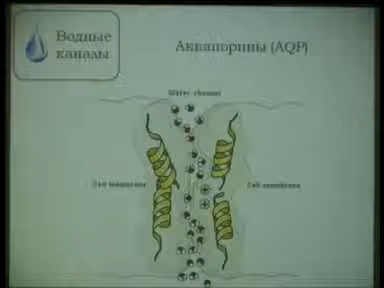 Водные
каналы
Аквапорины (AQP)
Water channel
Cell membrane
Cell membrane